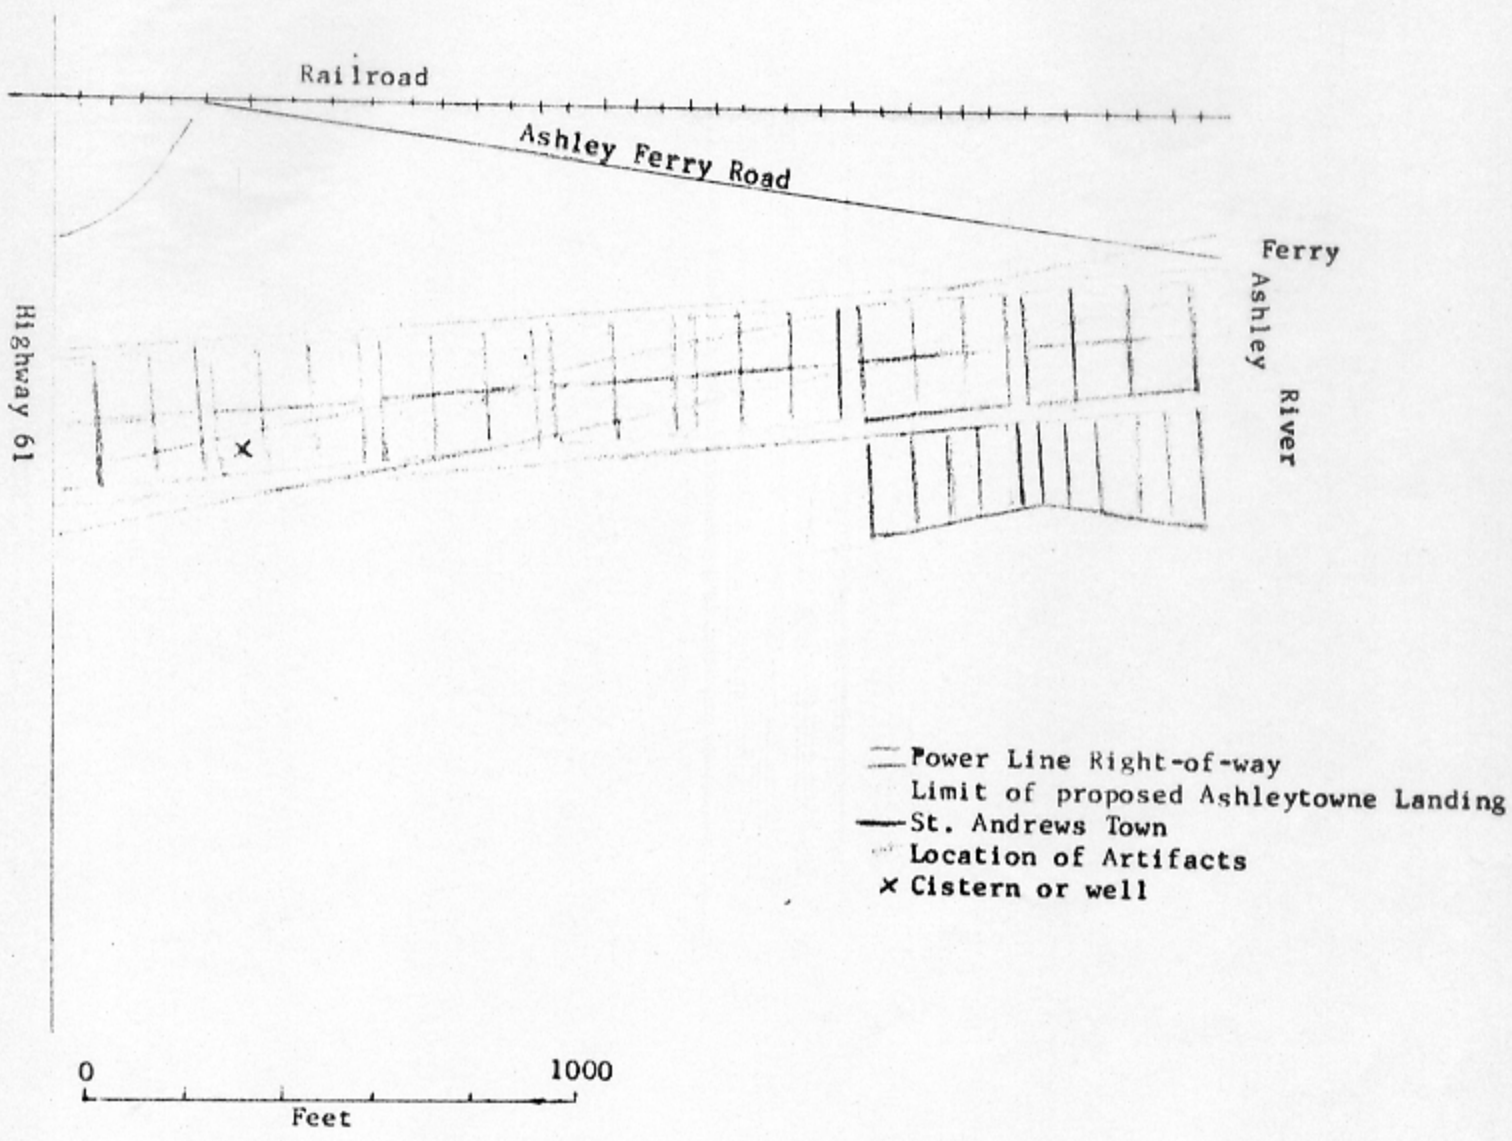 Railroad
Ashley Ferry Road
Ferry
Ashley
River
Highway 61
Power Line Right-of-way
Limit of proposed Ashleytowne Landing
St. Andrews Town
Location of Artifacts
x Cistern or well
0 1000
Feet